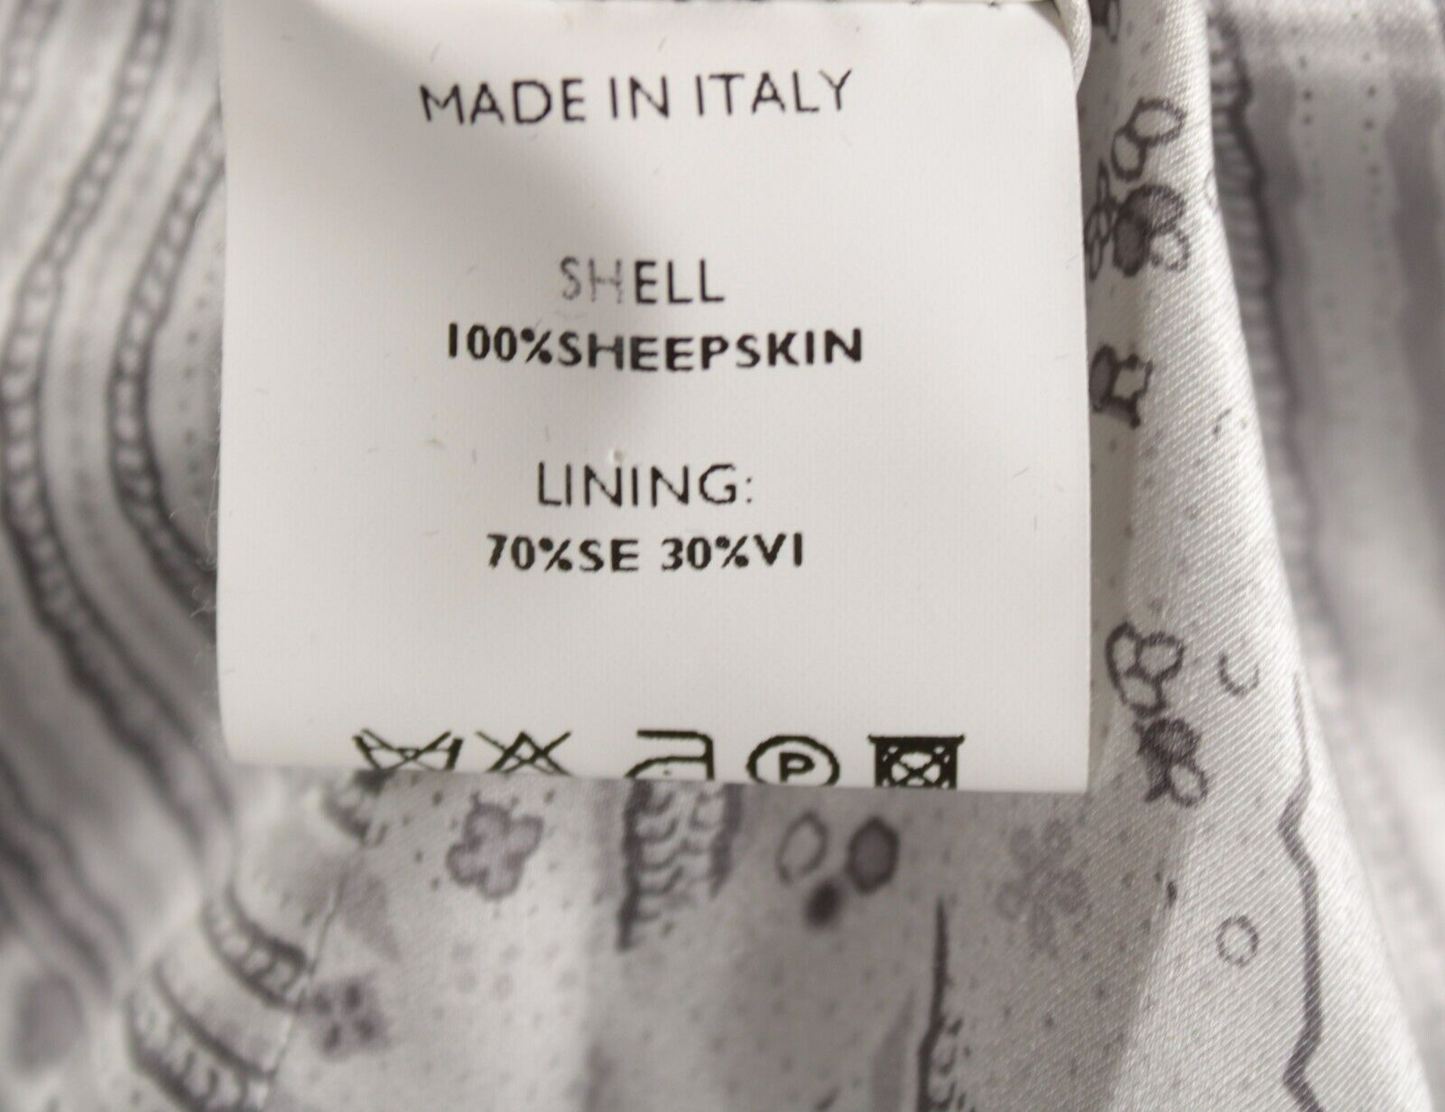 MADE IN ITALY
SHELL
100%SHEEPSKIN
LINING:
70%SE 30%VI
P